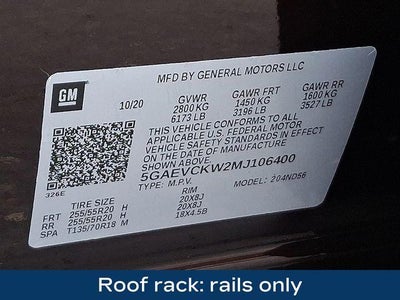 GM
MFD BY GENERAL MOTORS LLC
10/20 GVWR GAWR FRT GAWR RR
2800 KG 1450 KG 1600 KG
6173 LB 3196 LB 3527 LB
THIS VEHICLE CONFORMS TO ALL
APPLICABLE U.S. FEDERAL MOTOR
VEHICLE SAFETY STANDARDS IN EFFECT
ON THE DATE OF MANUFACTURE
SHOWN ABOVE.
5GAEVCKW2MJ106400
TYPE: M.P.V. MODEL: 204ND56
326E
TIRE SIZE RIM
FRT 255/55R20 H 20X8J
RR 255/55R20 H 20X8J
SPA T135/70R18 M 18X4.5B
Roof rack: rails only